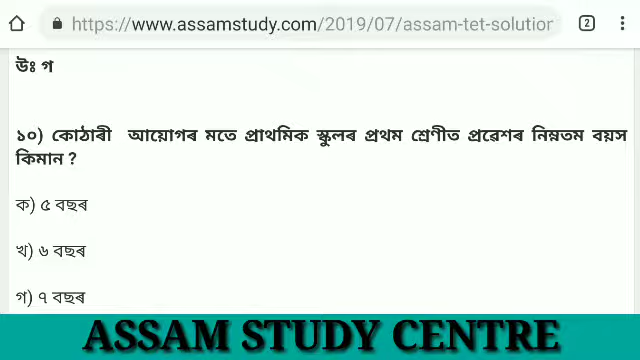 https://www.assamstudy.com/2019/07/assam-tet-solution
2
উঃ গ
১০) কোঠাৰী আয়োগৰ মতে প্ৰাথমিক স্কুলৰ প্ৰথম শ্ৰেণীত প্ৰৱেশৰ নিম্নতম বয়স
কিমান ?
ক) ৫ বছৰ
খ) ৬ বছৰ
গ) ৭ বছৰ
ASSAM STUDY CENTRE